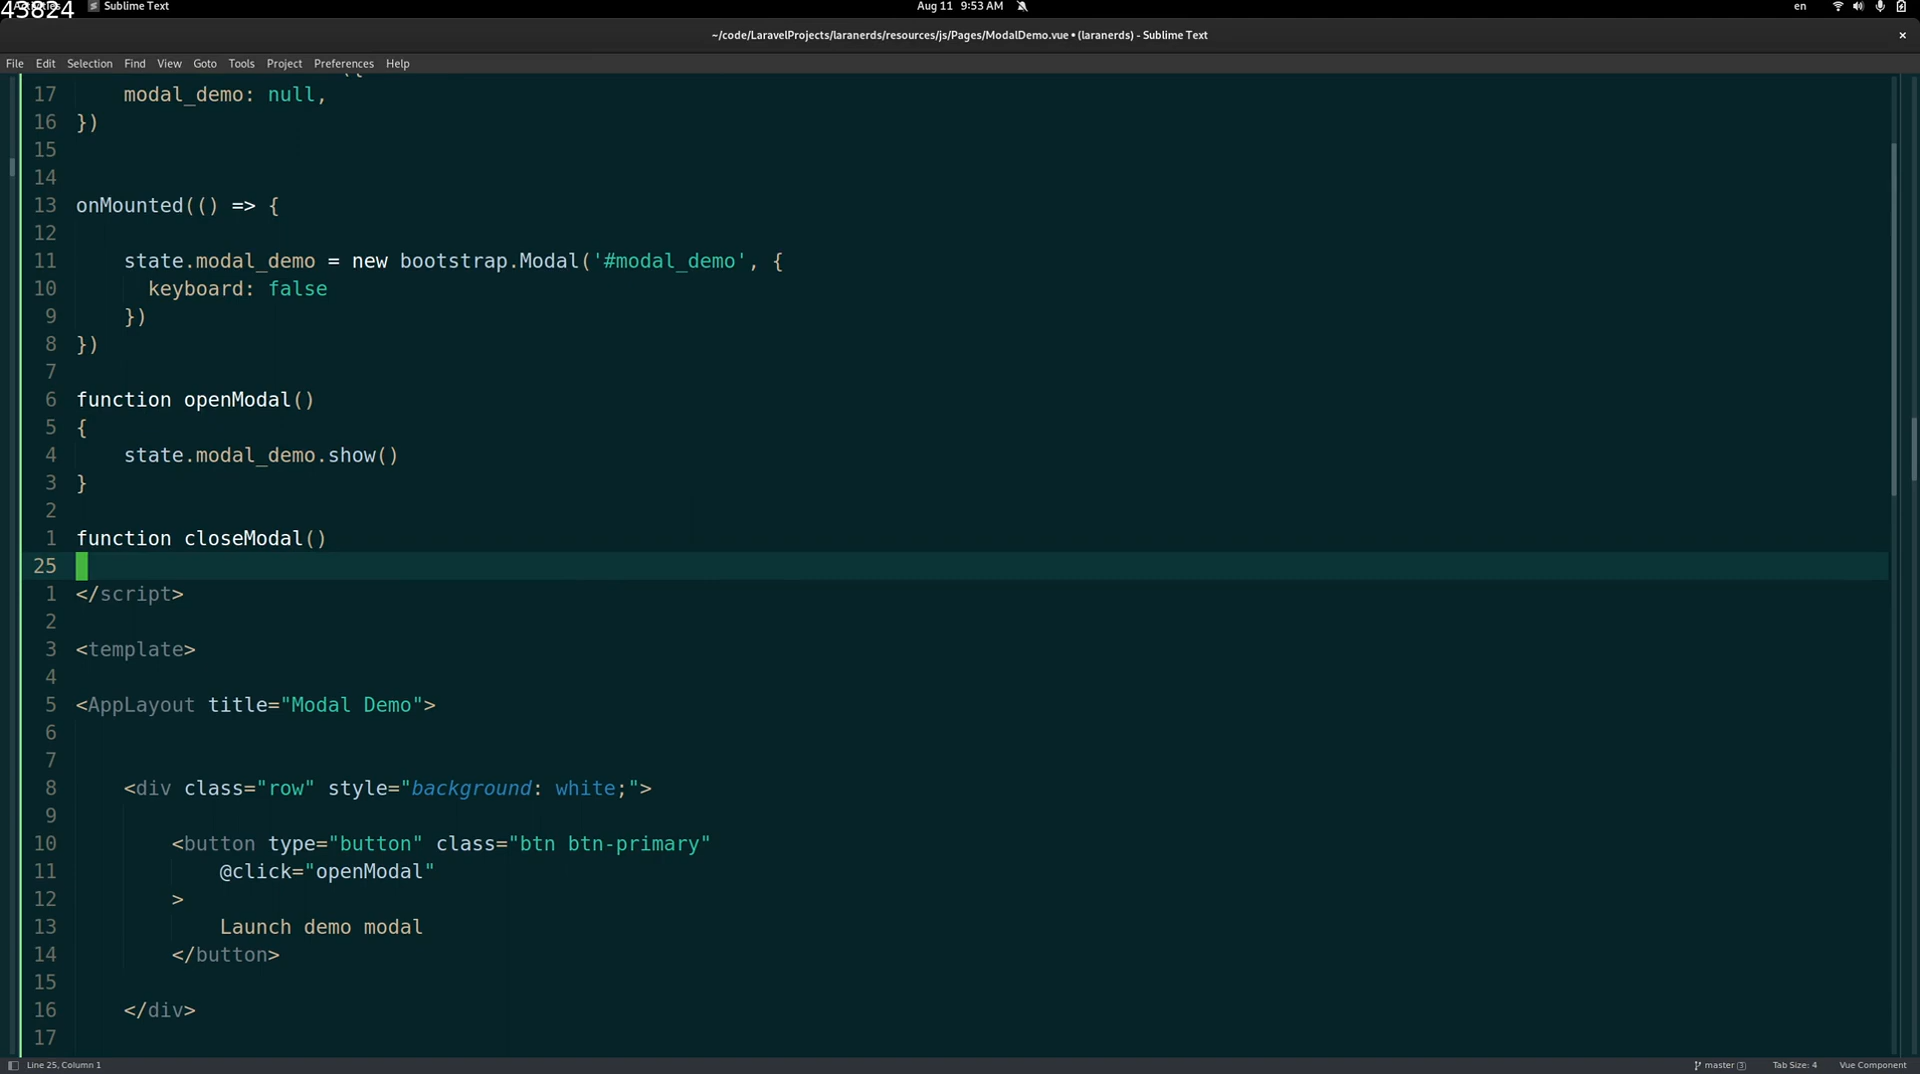 43824
Sublime Text
Aug 11 9:53 AM
en
~/code/LaravelProjects/laranerds/resources/js/Pages/ModalDemo.vue • (laranerds) - Sublime Text
File Edit Selection Find View Goto Tools Project Preferences Help
17     modal_demo: null,
16 })
15
14
13 onMounted(() => {
12
11     state.modal_demo = new bootstrap.Modal('#modal_demo', {
10       keyboard: false
9     })
8 })
7
6 function openModal()
5 {
4     state.modal_demo.show()
3 }
2
1 function closeModal()
25
1 </script>
2
3 <template>
4
5 <AppLayout title="Modal Demo">
6
7
8     <div class="row" style="background: white;">
9
10         <button type="button" class="btn btn-primary"
11             @click="openModal"
12         >
13             Launch demo modal
14         </button>
15
16     </div>
17
Line 25, Column 1
master 3
Tab Size: 4
Vue Component